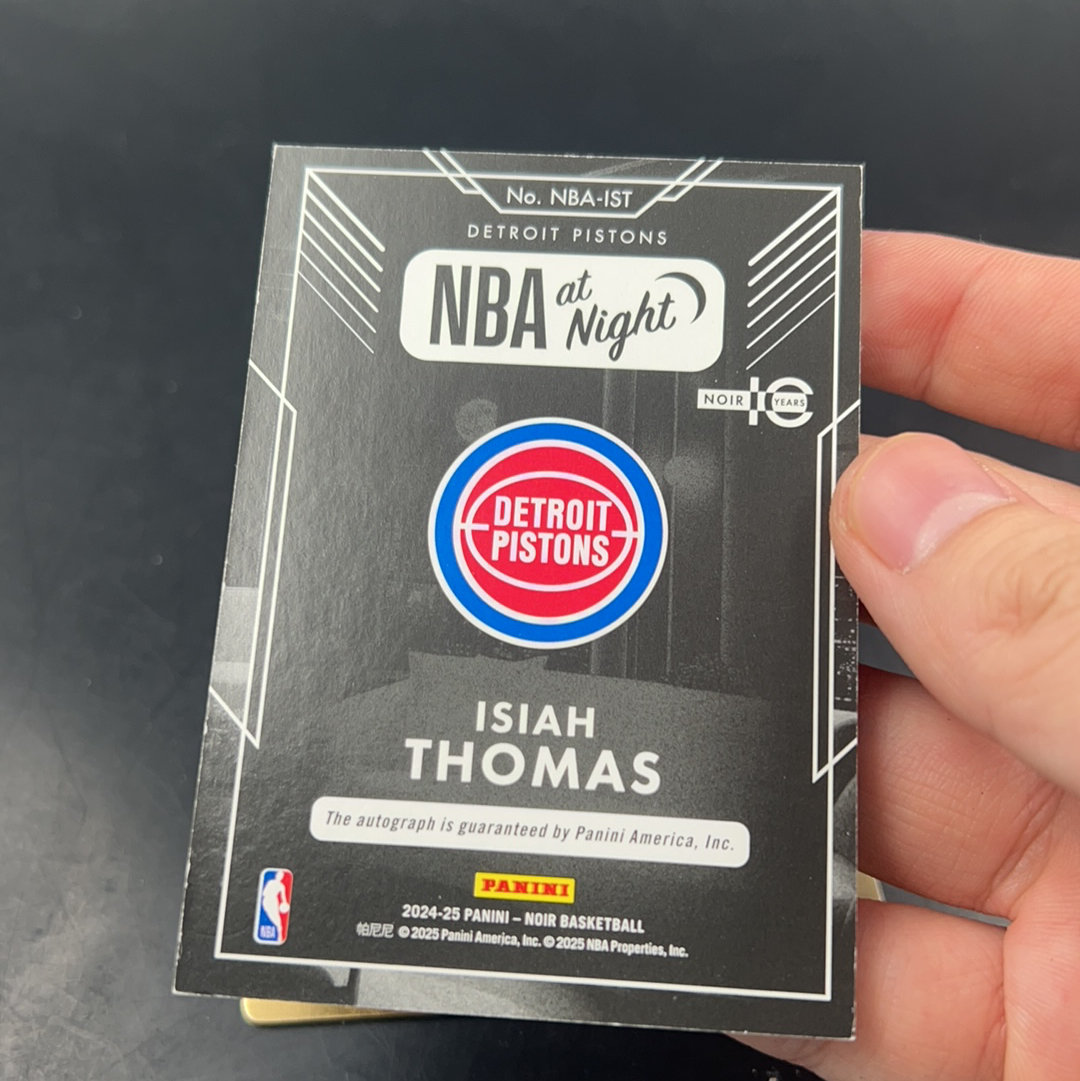 No. NBA-IST
DETROIT PISTONS
NBA at Night
NOIR 10 YEARS
DETROIT
PISTONS
ISIAH
THOMAS
The autograph is guaranteed by Panini America, Inc.
PANINI
NBA
2024-25 PANINI – NOIR BASKETBALL
帕尼尼 © 2025 Panini America, Inc. © 2025 NBA Properties, Inc.